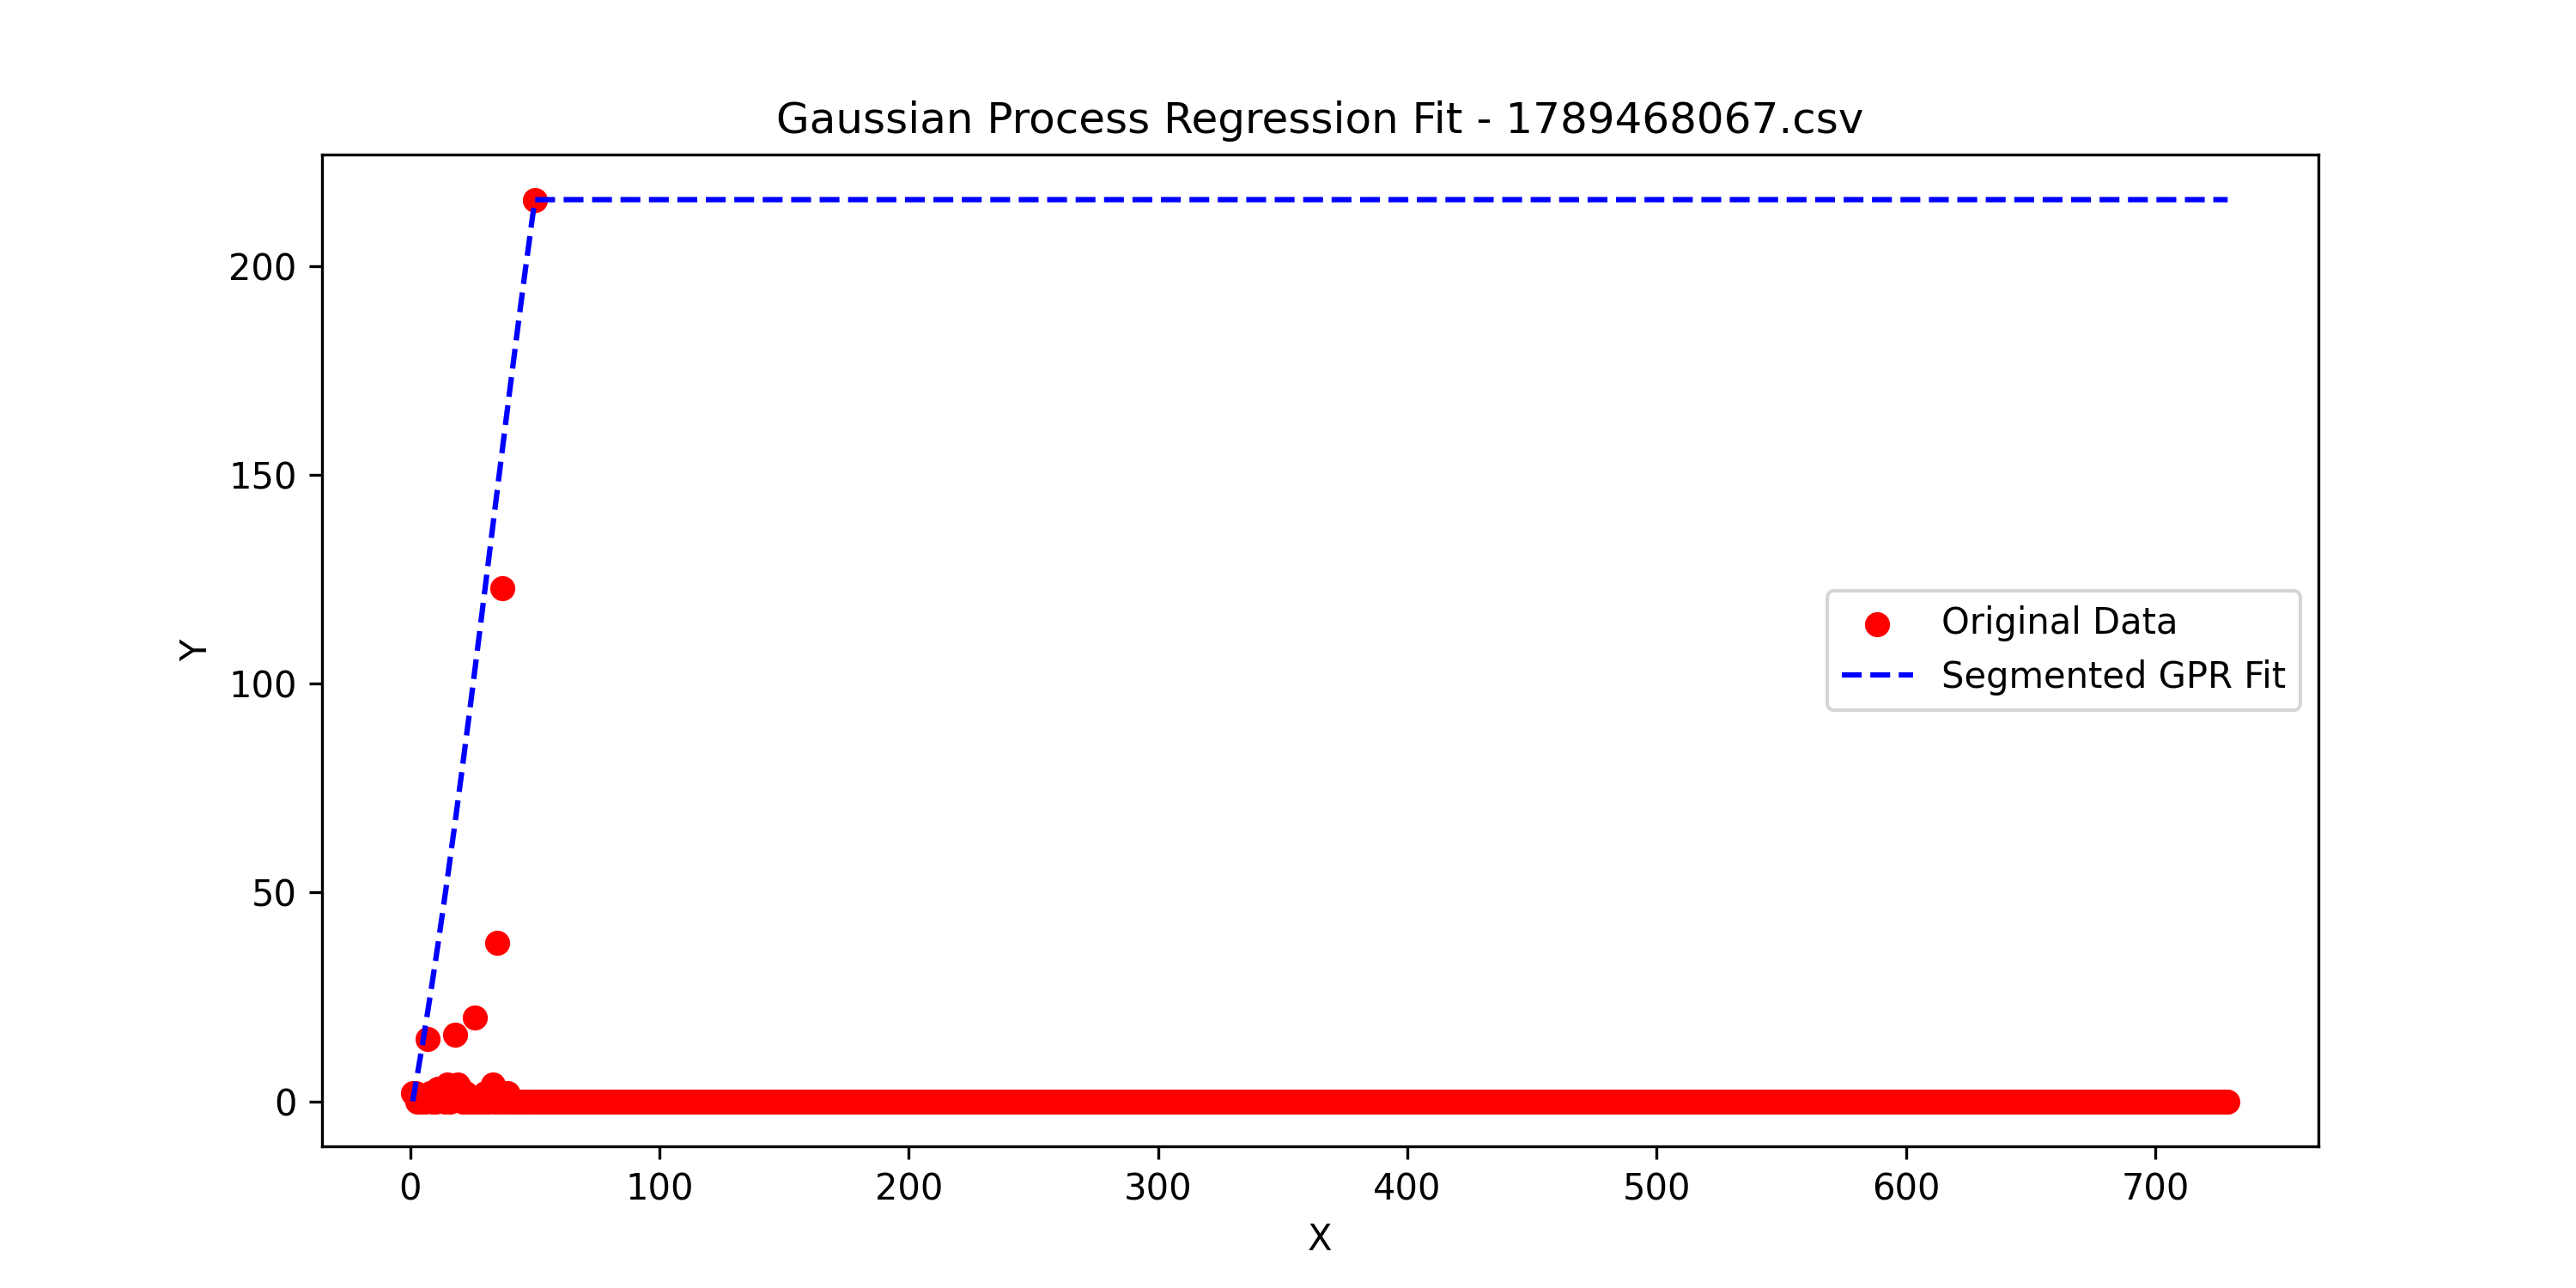 Gaussian Process Regression Fit - 1789468067.csv
200
150
100
50
0
Y
Original Data
Segmented GPR Fit
0 100 200 300 400 500 600 700
X